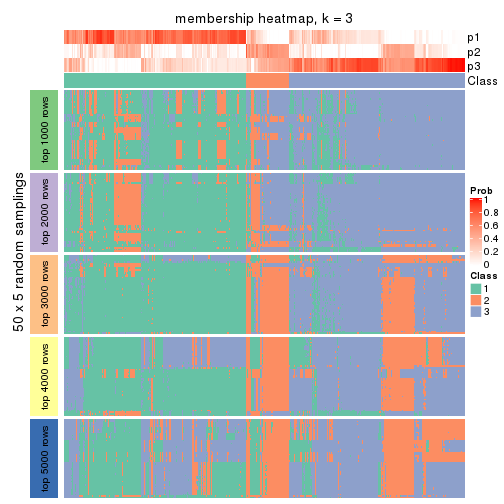 membership heatmap, k = 3
p1
p2
p3
Class
50 x 5 random samplings
top 1000 rows
top 2000 rows
top 3000 rows
top 4000 rows
top 5000 rows
Prob
1
0.8
0.6
0.4
0.2
0
Class
1
2
3